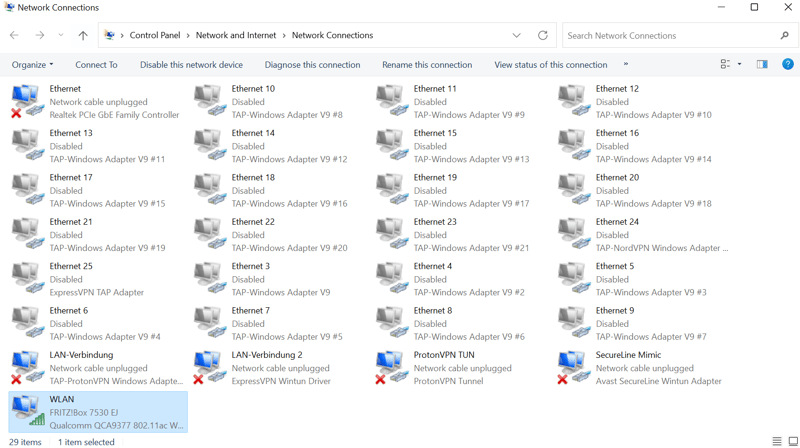 Network Connections
Control Panel > Network and Internet > Network Connections
Search Network Connections
Organize Connect To Disable this network device Diagnose this connection Rename this connection View status of this connection »
Ethernet
Network cable unplugged
Realtek PCIe GbE Family Controller
Ethernet 10
Disabled
TAP-Windows Adapter V9 #8
Ethernet 11
Disabled
TAP-Windows Adapter V9 #9
Ethernet 12
Disabled
TAP-Windows Adapter V9 #10
Ethernet 13
Disabled
TAP-Windows Adapter V9 #11
Ethernet 14
Disabled
TAP-Windows Adapter V9 #12
Ethernet 15
Disabled
TAP-Windows Adapter V9 #13
Ethernet 16
Disabled
TAP-Windows Adapter V9 #14
Ethernet 17
Disabled
TAP-Windows Adapter V9 #15
Ethernet 18
Disabled
TAP-Windows Adapter V9 #16
Ethernet 19
Disabled
TAP-Windows Adapter V9 #17
Ethernet 20
Disabled
TAP-Windows Adapter V9 #18
Ethernet 21
Disabled
TAP-Windows Adapter V9 #19
Ethernet 22
Disabled
TAP-Windows Adapter V9 #20
Ethernet 23
Disabled
TAP-Windows Adapter V9 #21
Ethernet 24
Disabled
TAP-NordVPN Windows Adapter ...
Ethernet 25
Disabled
ExpressVPN TAP Adapter
Ethernet 3
Disabled
TAP-Windows Adapter V9
Ethernet 4
Disabled
TAP-Windows Adapter V9 #2
Ethernet 5
Disabled
TAP-Windows Adapter V9 #3
Ethernet 6
Disabled
TAP-Windows Adapter V9 #4
Ethernet 7
Disabled
TAP-Windows Adapter V9 #5
Ethernet 8
Disabled
TAP-Windows Adapter V9 #6
Ethernet 9
Disabled
TAP-Windows Adapter V9 #7
LAN-Verbindung
Network cable unplugged
TAP-ProtonVPN Windows Adapte...
LAN-Verbindung 2
Network cable unplugged
ExpressVPN Wintun Driver
ProtonVPN TUN
Network cable unplugged
ProtonVPN Tunnel
SecureLine Mimic
Network cable unplugged
Avast SecureLine Wintun Adapter
WLAN
FRITZ!Box 7530 EJ
Qualcomm QCA9377 802.11ac W...
29 items 1 item selected